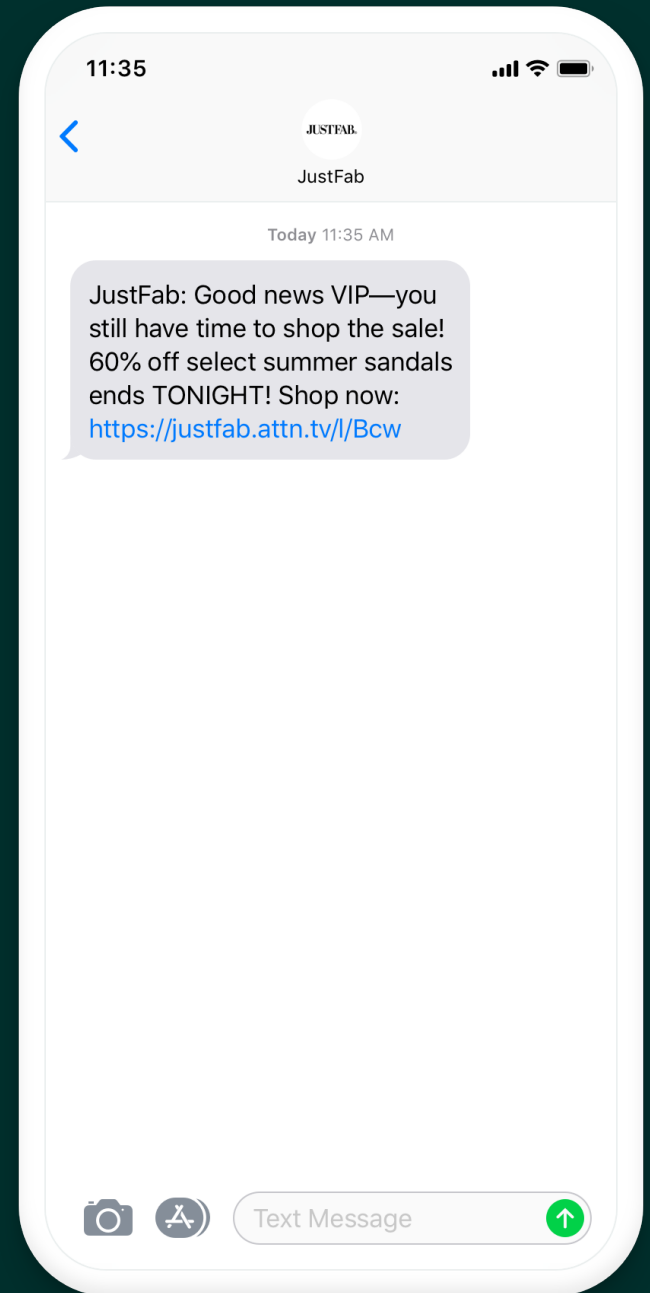 11:35
JUSTFAB.
JustFab
Today 11:35 AM
JustFab: Good news VIP—you
still have time to shop the sale!
60% off select summer sandals
ends TONIGHT! Shop now:
https://justfab.attn.tv/l/Bcw
Text Message